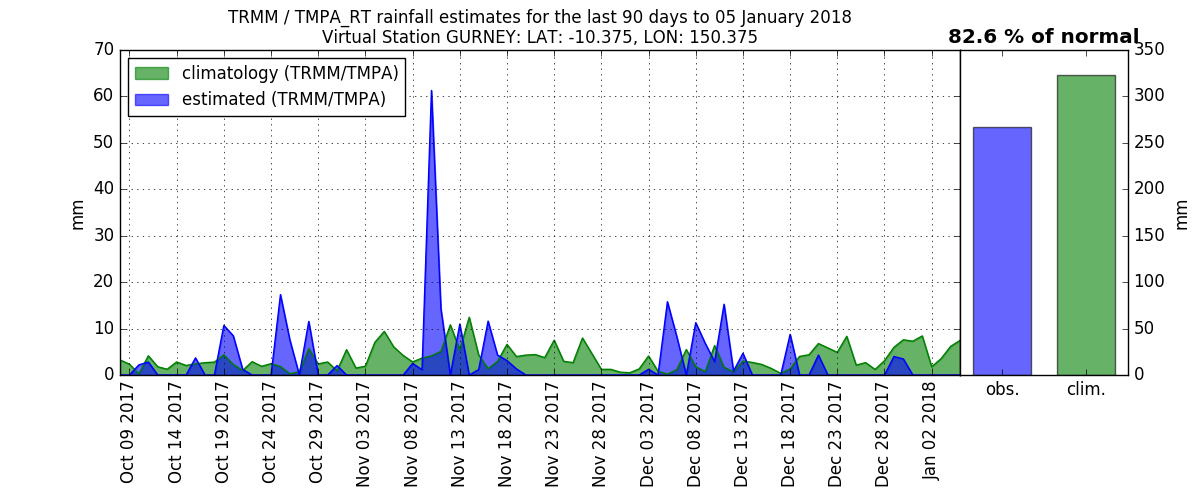 TRMM / TMPA_RT rainfall estimates for the last 90 days to 05 January 2018
Virtual Station GURNEY: LAT: -10.375, LON: 150.375
82.6 % of normal
climatology (TRMM/TMPA)
estimated (TRMM/TMPA)
70
60
50
40
30
20
10
0
mm
350
300
250
200
150
100
50
0
mm
Oct 09 2017
Oct 14 2017
Oct 19 2017
Oct 24 2017
Oct 29 2017
Nov 03 2017
Nov 08 2017
Nov 13 2017
Nov 18 2017
Nov 23 2017
Nov 28 2017
Dec 03 2017
Dec 08 2017
Dec 13 2017
Dec 18 2017
Dec 23 2017
Dec 28 2017
Jan 02 2018
obs.
clim.